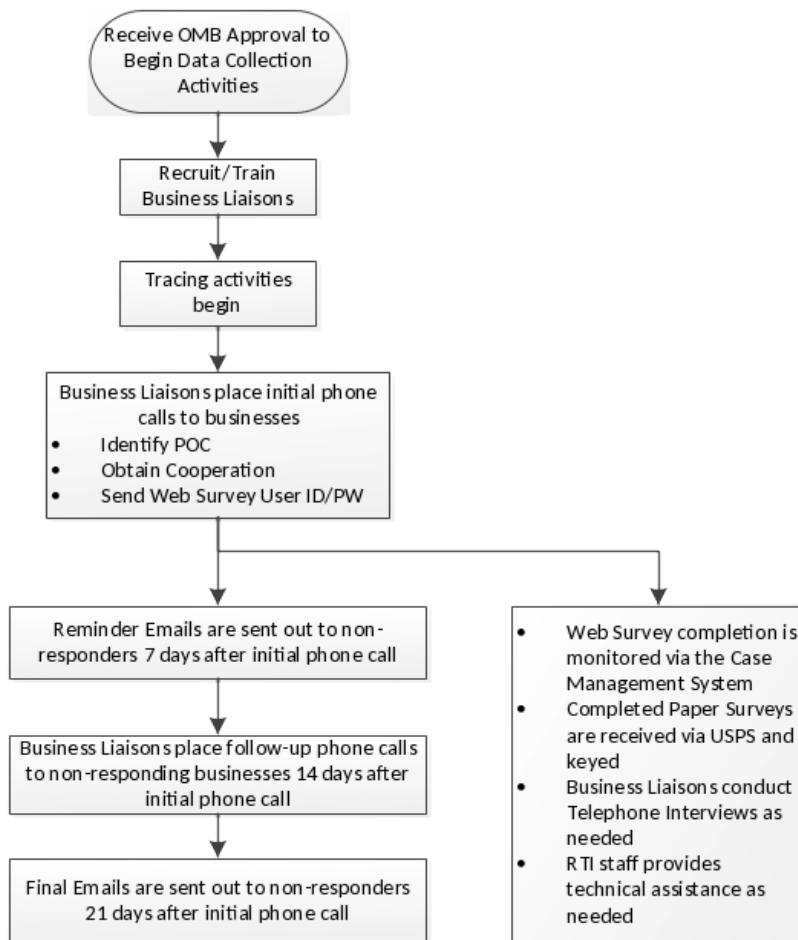 Receive OMB Approval to
Begin Data Collection
Activities
Recruit/Train
Business Liaisons
Tracing activities
begin
Business Liaisons place initial phone
calls to businesses
• Identify POC
• Obtain Cooperation
• Send Web Survey User ID/PW
Reminder Emails are sent out to non-
responders 7 days after initial phone call
Business Liaisons place follow-up phone calls
to non-responding businesses 14 days after
initial phone call
Final Emails are sent out to non-responders
21 days after initial phone call
• Web Survey completion is
monitored via the Case
Management System
• Completed Paper Surveys
are received via USPS and
keyed
• Business Liaisons conduct
Telephone Interviews as
needed
• RTI staff provides
technical assistance as
needed